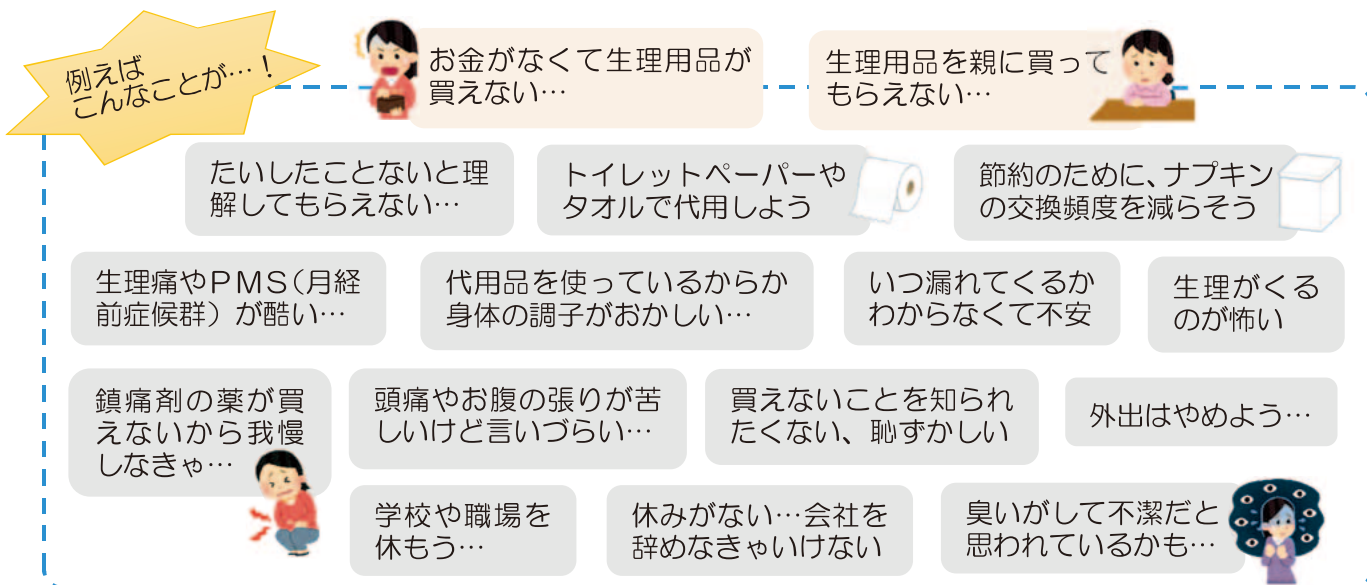 例えば
こんなことが…！
お金がなくて生理用品が
買えない…
生理用品を親に買って
もらえない…
たいしたことないと理
解してもらえない…
トイレットペーパーや
タオルで代用しよう
節約のために、ナプキン
の交換頻度を減らそう
生理痛やPMS（月経
前症候群）が酷い…
代用品を使っているからか
身体の調子がおかしい…
いつ漏れてくるか
わからなくて不安
生理がくる
のが怖い
鎮痛剤の薬が買
えないから我慢
しなきゃ…
頭痛やお腹の張りが苦
しいけど言いづらい…
買えないことを知られ
たくない、恥ずかしい
外出はやめよう…
学校や職場を
休もう…
休みがない…会社を
辞めなきゃいけない
臭いがして不潔だと
思われているかも…